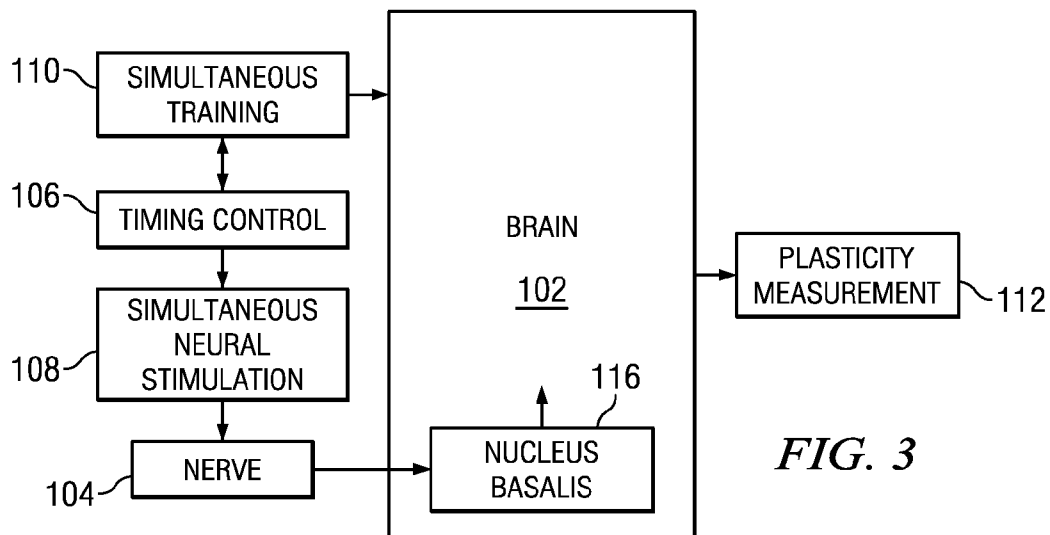 110
SIMULTANEOUS
TRAINING
106
TIMING CONTROL
108
SIMULTANEOUS
NEURAL
STIMULATION
104
NERVE
BRAIN
102
116
NUCLEUS
BASALIS
PLASTICITY
MEASUREMENT
112
FIG. 3